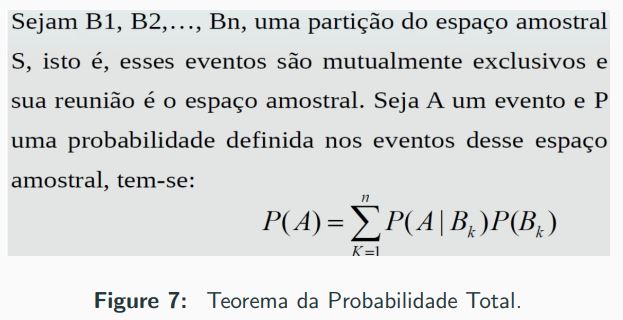 Sejam B1, B2,…, Bn, uma partição do espaço amostral
S, isto é, esses eventos são mutualmente exclusivos e
sua reunião é o espaço amostral. Seja A um evento e P
uma probabilidade definida nos eventos desse espaço
amostral, tem-se:
P(A) = \sum_{K=1}^{n} P(A | B_k)P(B_k)
Figure 7: Teorema da Probabilidade Total.